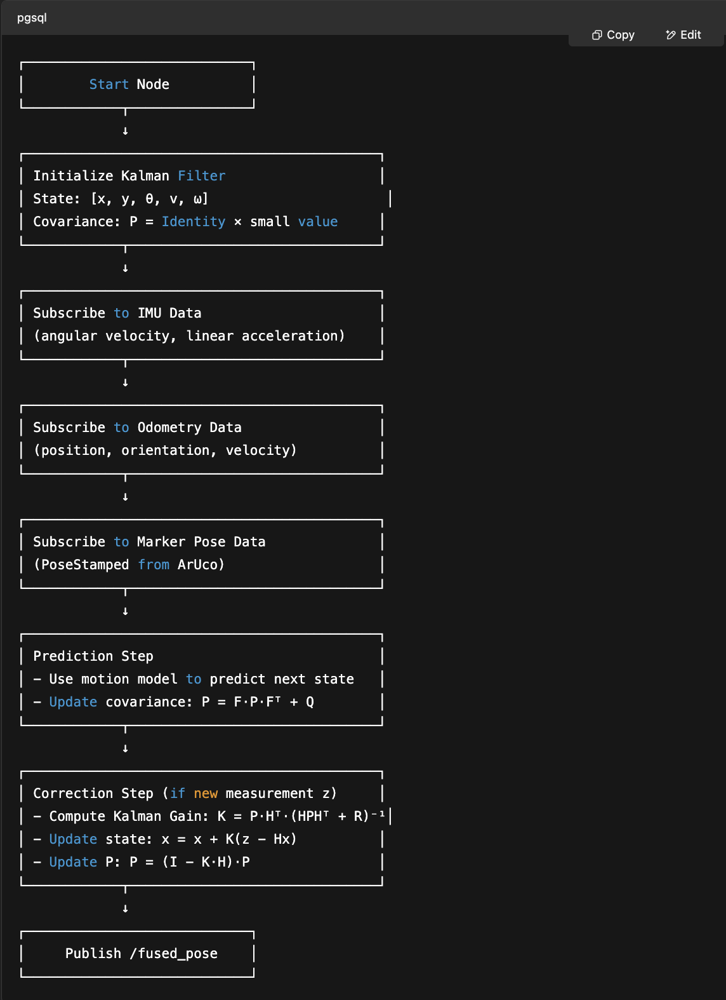 pgsql
Copy
Edit
Start Node
↓
Initialize Kalman Filter
State: [x, y, θ, v, ω]
Covariance: P = Identity × small value
↓
Subscribe to IMU Data
(angular velocity, linear acceleration)
↓
Subscribe to Odometry Data
(position, orientation, velocity)
↓
Subscribe to Marker Pose Data
(PoseStamped from ArUco)
↓
Prediction Step
- Use motion model to predict next state
- Update covariance: P = F·P·Fᵀ + Q
↓
Correction Step (if new measurement z)
- Compute Kalman Gain: K = P·Hᵀ·(HPHᵀ + R)⁻¹
- Update state: x = x + K(z - Hx)
- Update P: P = (I - K·H)·P
↓
Publish /fused_pose